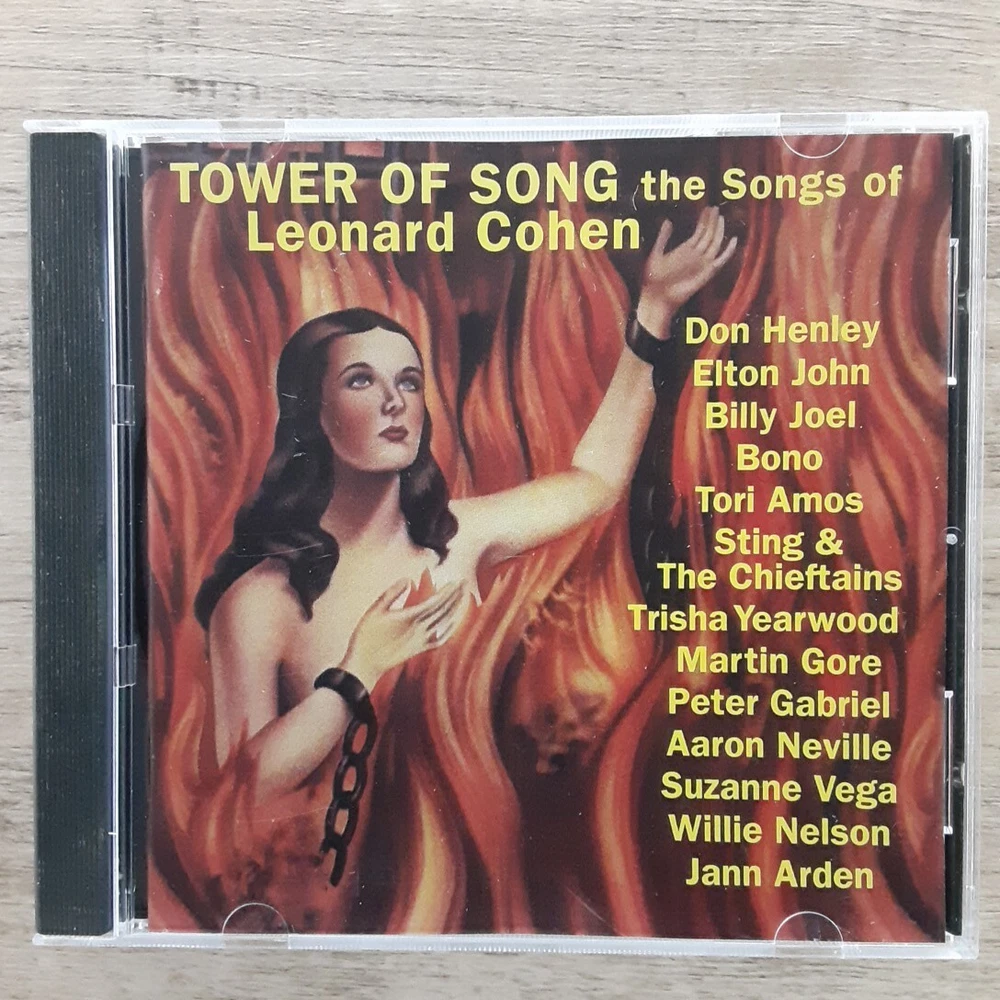 TOWER OF SONG the Songs of
Leonard Cohen
Don Henley
Elton John
Billy Joel
Bono
Tori Amos
Sting &
The Chieftains
Trisha Yearwood
Martin Gore
Peter Gabriel
Aaron Neville
Suzanne Vega
Willie Nelson
Jann Arden